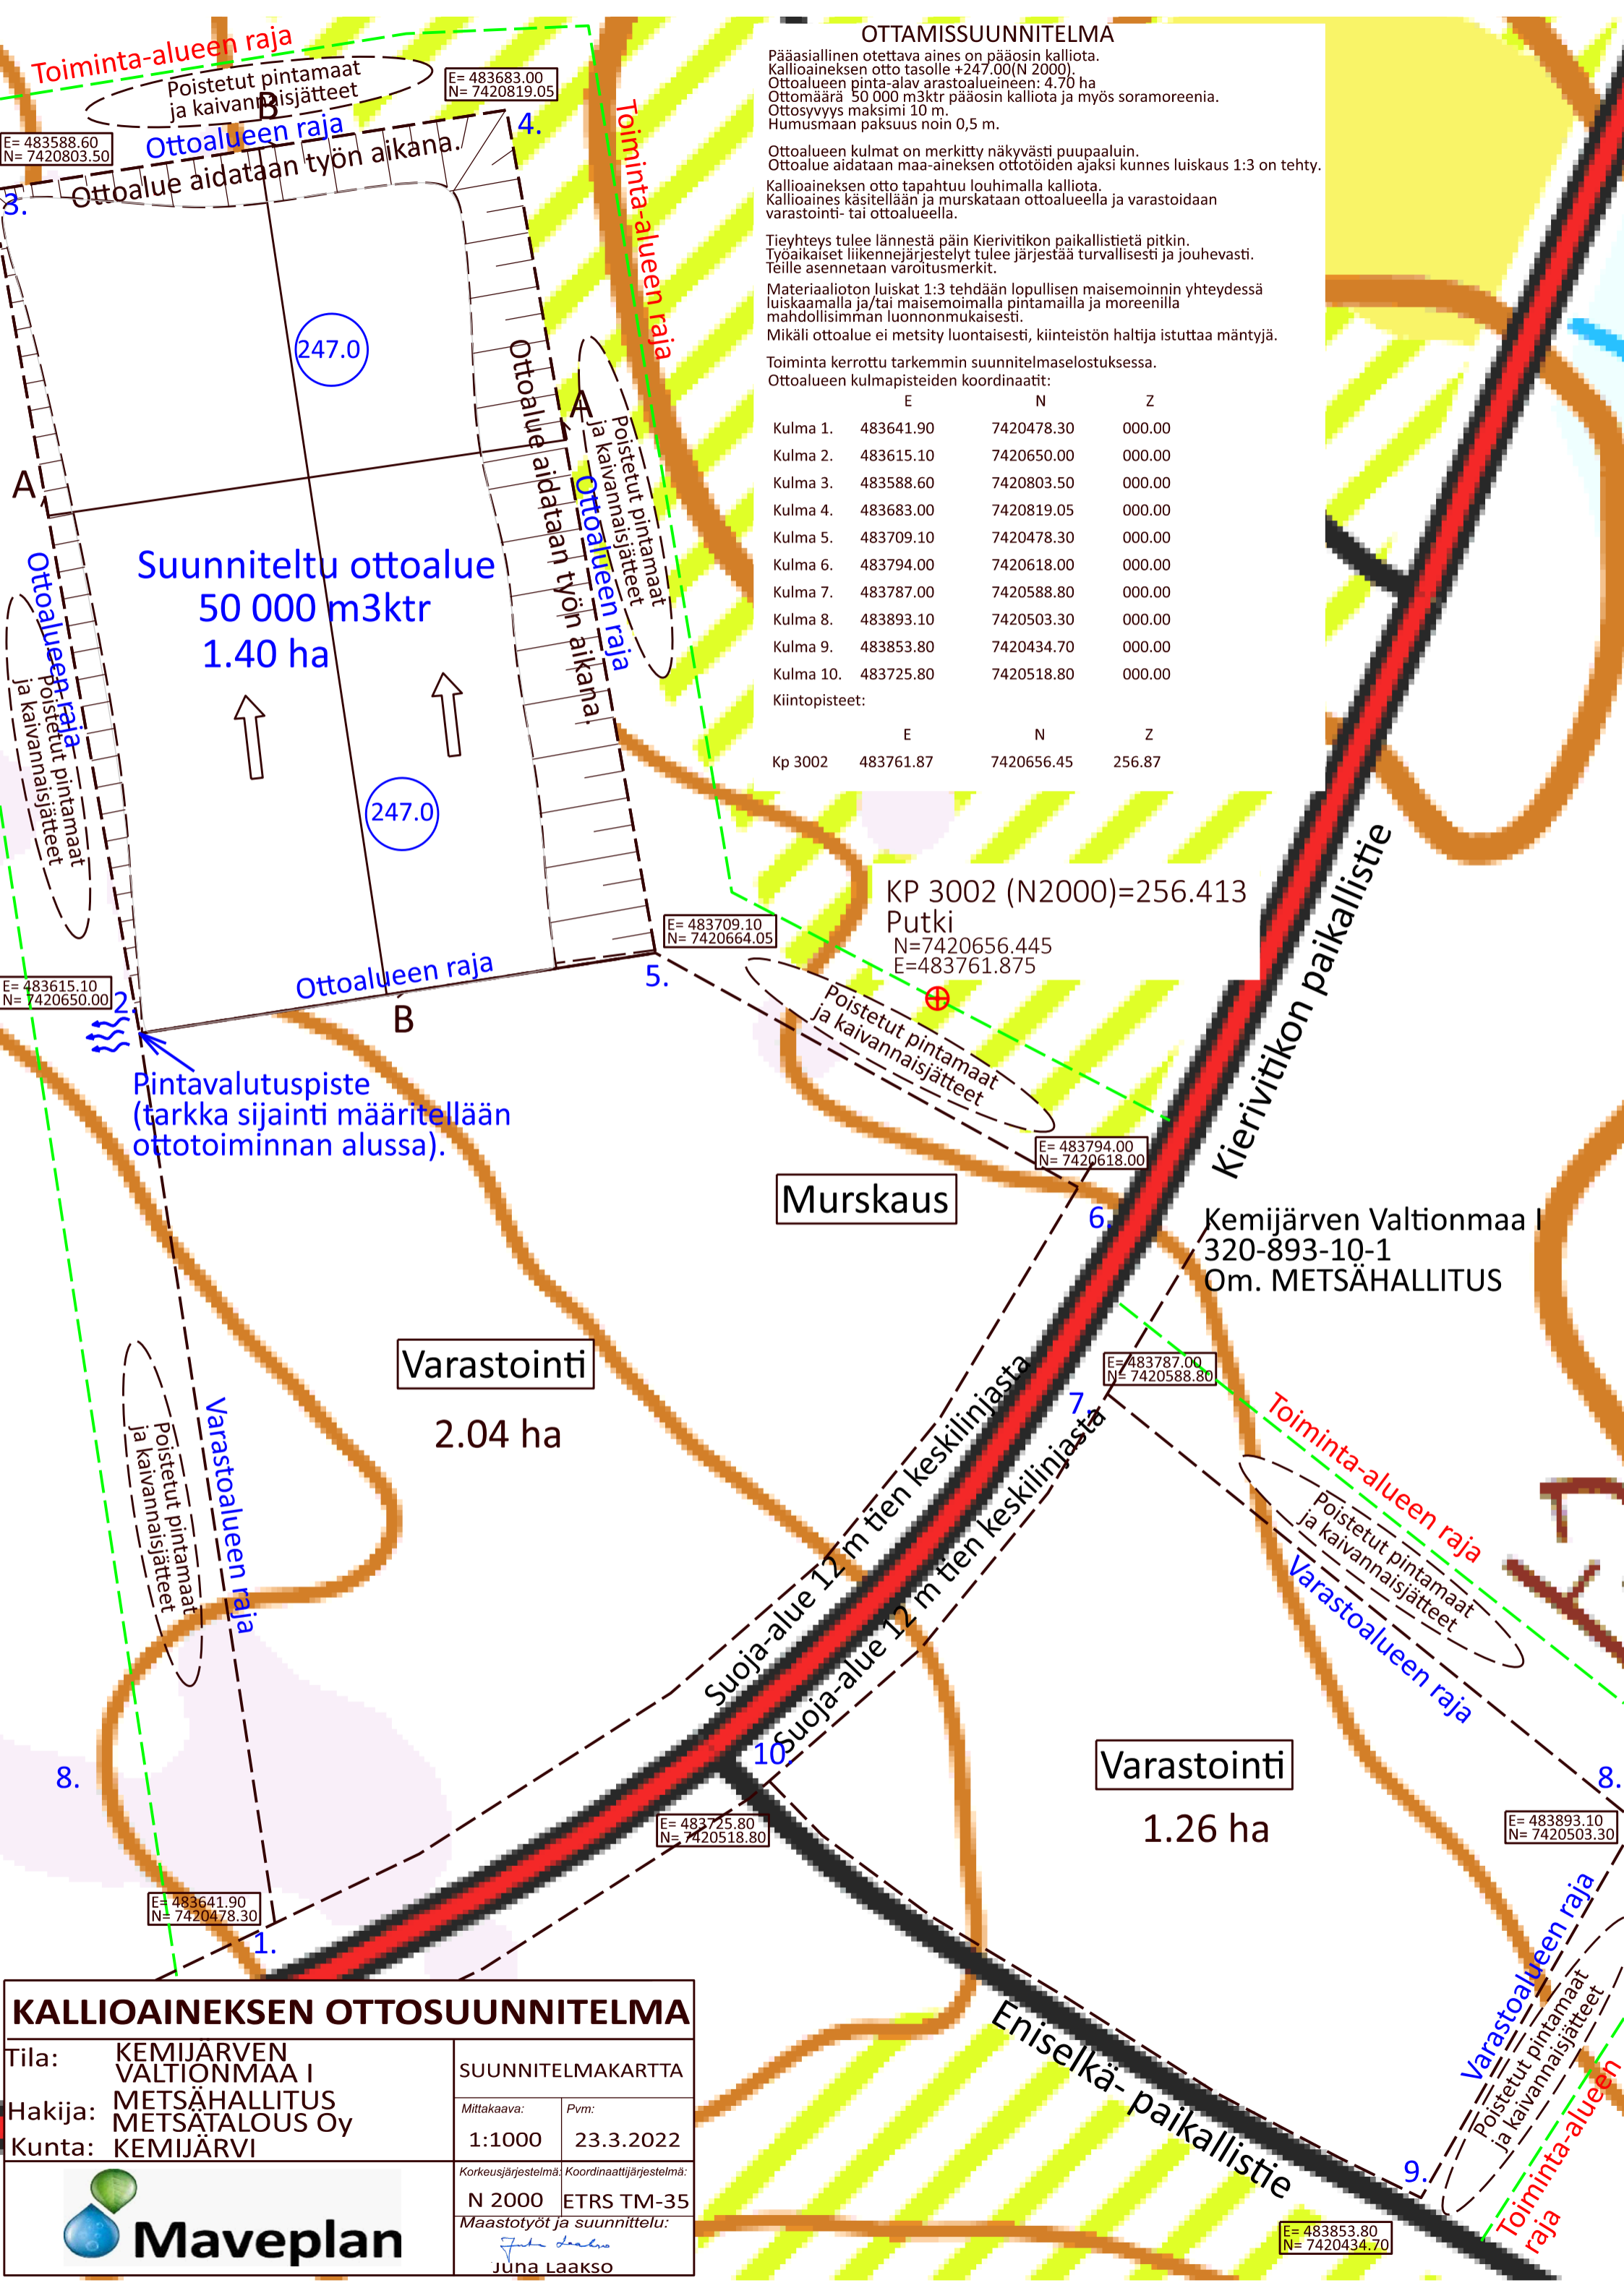 Toiminta-alueen raja
Poistetut pintamaat
ja kaivannaisjätteet
B
Ottoalueen raja
Ottoalue aidataan työn aikana.
E= 483683.00
N= 7420819.05
4.
E= 483588.60
N= 7420803.50
3.
Toiminta-alueen raja
OTTAMISSUUNNITELMA
Pääasiallinen otettava aines on pääosin kalliota.
Kallioaineksen otto tasolle +247.00(N 2000).
Ottoalueen pinta-alav arastoalueineen: 4.70 ha
Ottomäärä 50 000 m3ktr pääosin kalliota ja myös soramoreenia.
Ottosyvyys maksimi 10 m.
Humusmaan paksuus noin 0,5 m.
Ottoalueen kulmat on merkitty näkyvästi puupaaluin.
Ottoalue aidataan maa-aineksen ottotöiden ajaksi kunnes luiskaus 1:3 on tehty.
Kallioaineksen otto tapahtuu louhimalla kalliota.
Kallioaines käsitellään ja murskataan ottoalueella ja varastoidaan
varastointi- tai ottoalueella.
Tieyhteys tulee lännestä päin Kierivitikon paikallistietä pitkin.
Työaikaiset liikennejärjestelyt tulee järjestää turvallisesti ja jouhevasti.
Teille asennetaan varoitusmerkit.
Materiaalioton luiskat 1:3 tehdään lopullisen maisemoinnin yhteydessä
luiskaamalla ja/tai maisemoimalla pintamailla ja moreenilla
mahdollisimman luonnonmukaisesti.
Mikäli ottoalue ei metsity luontaisesti, kiinteistön haltija istuttaa mäntyjä.
Toiminta kerrottu tarkemmin suunnitelmaselostuksessa.
Ottoalueen kulmapisteiden koordinaatit:
E N Z
Kulma 1. 483641.90 7420478.30 000.00
Kulma 2. 483615.10 7420650.00 000.00
Kulma 3. 483588.60 7420803.50 000.00
Kulma 4. 483683.00 7420819.05 000.00
Kulma 5. 483709.10 7420478.30 000.00
Kulma 6. 483794.00 7420618.00 000.00
Kulma 7. 483787.00 7420588.80 000.00
Kulma 8. 483893.10 7420503.30 000.00
Kulma 9. 483853.80 7420434.70 000.00
Kulma 10. 483725.80 7420518.80 000.00
Kiintopisteet:
E N Z
Kp 3002 483761.87 7420656.45 256.87
247.0
Ottoalue aidataan työn aikana.
A
Poistetut pintamaat
ja kaivannaisjätteet
Ottoalueen raja
A
Suunniteltu ottoalue
50 000 m3ktr
1.40 ha
Ottoalueen raja
Poistetut pintamaat
ja kaivannaisjätteet
247.0
KP 3002 (N2000)=256.413
Putki
N=7420656.445
E=483761.875
E= 483709.10
N= 7420664.05
5.
Ottoalueen raja
B
E= 483615.10
N= 7420650.00
2.
Pintavalutuspiste
(tarkka sijainti määritellään
ottotoiminnan alussa).
Poistetut pintamaat
ja kaivannaisjätteet
Kierivitikon paikallistie
E= 483794.00
N= 7420618.00
6.
Murskaus
Kemijärven Valtionmaa I
320-893-10-1
Om. METSÄHALLITUS
Varastointi
2.04 ha
E= 483787.00
N= 7420588.80
7.
Suoja-alue 12 m tien keskilinjasta
Suoja-alue 12 m tien keskilinjasta
Toiminta-alueen raja
Poistetut pintamaat
ja kaivannaisjätteet
Varastoalueen raja
Poistetut pintamaat
ja kaivannaisjätteet
Varastoalueen raja
8.
10.
Varastointi
1.26 ha
8.
E= 483725.80
N= 7420518.80
E= 483893.10
N= 7420503.30
E= 483641.90
N= 7420478.30
1.
Varastoalueen raja
Poistetut pintamaat
ja kaivannaisjätteet
Toiminta-alueen
raja
Eniselkä- paikallistie
9.
E= 483853.80
N= 7420434.70
KALLIOAINEKSEN OTTOSUUNNITELMA
Tila: KEMIJÄRVEN
VALTIONMAA I
Hakija: METSÄHALLITUS
METSÄTALOUS Oy
Kunta: KEMIJÄRVI
SUUNNITELMAKARTTA
Mittakaava: Pvm:
1:1000 23.3.2022
Korkeusjärjestelmä: Koordinaattijärjestelmä:
N 2000 ETRS TM-35
Maastotyöt ja suunnittelu:
Juha Laakso
Juha Laakso
Maveplan